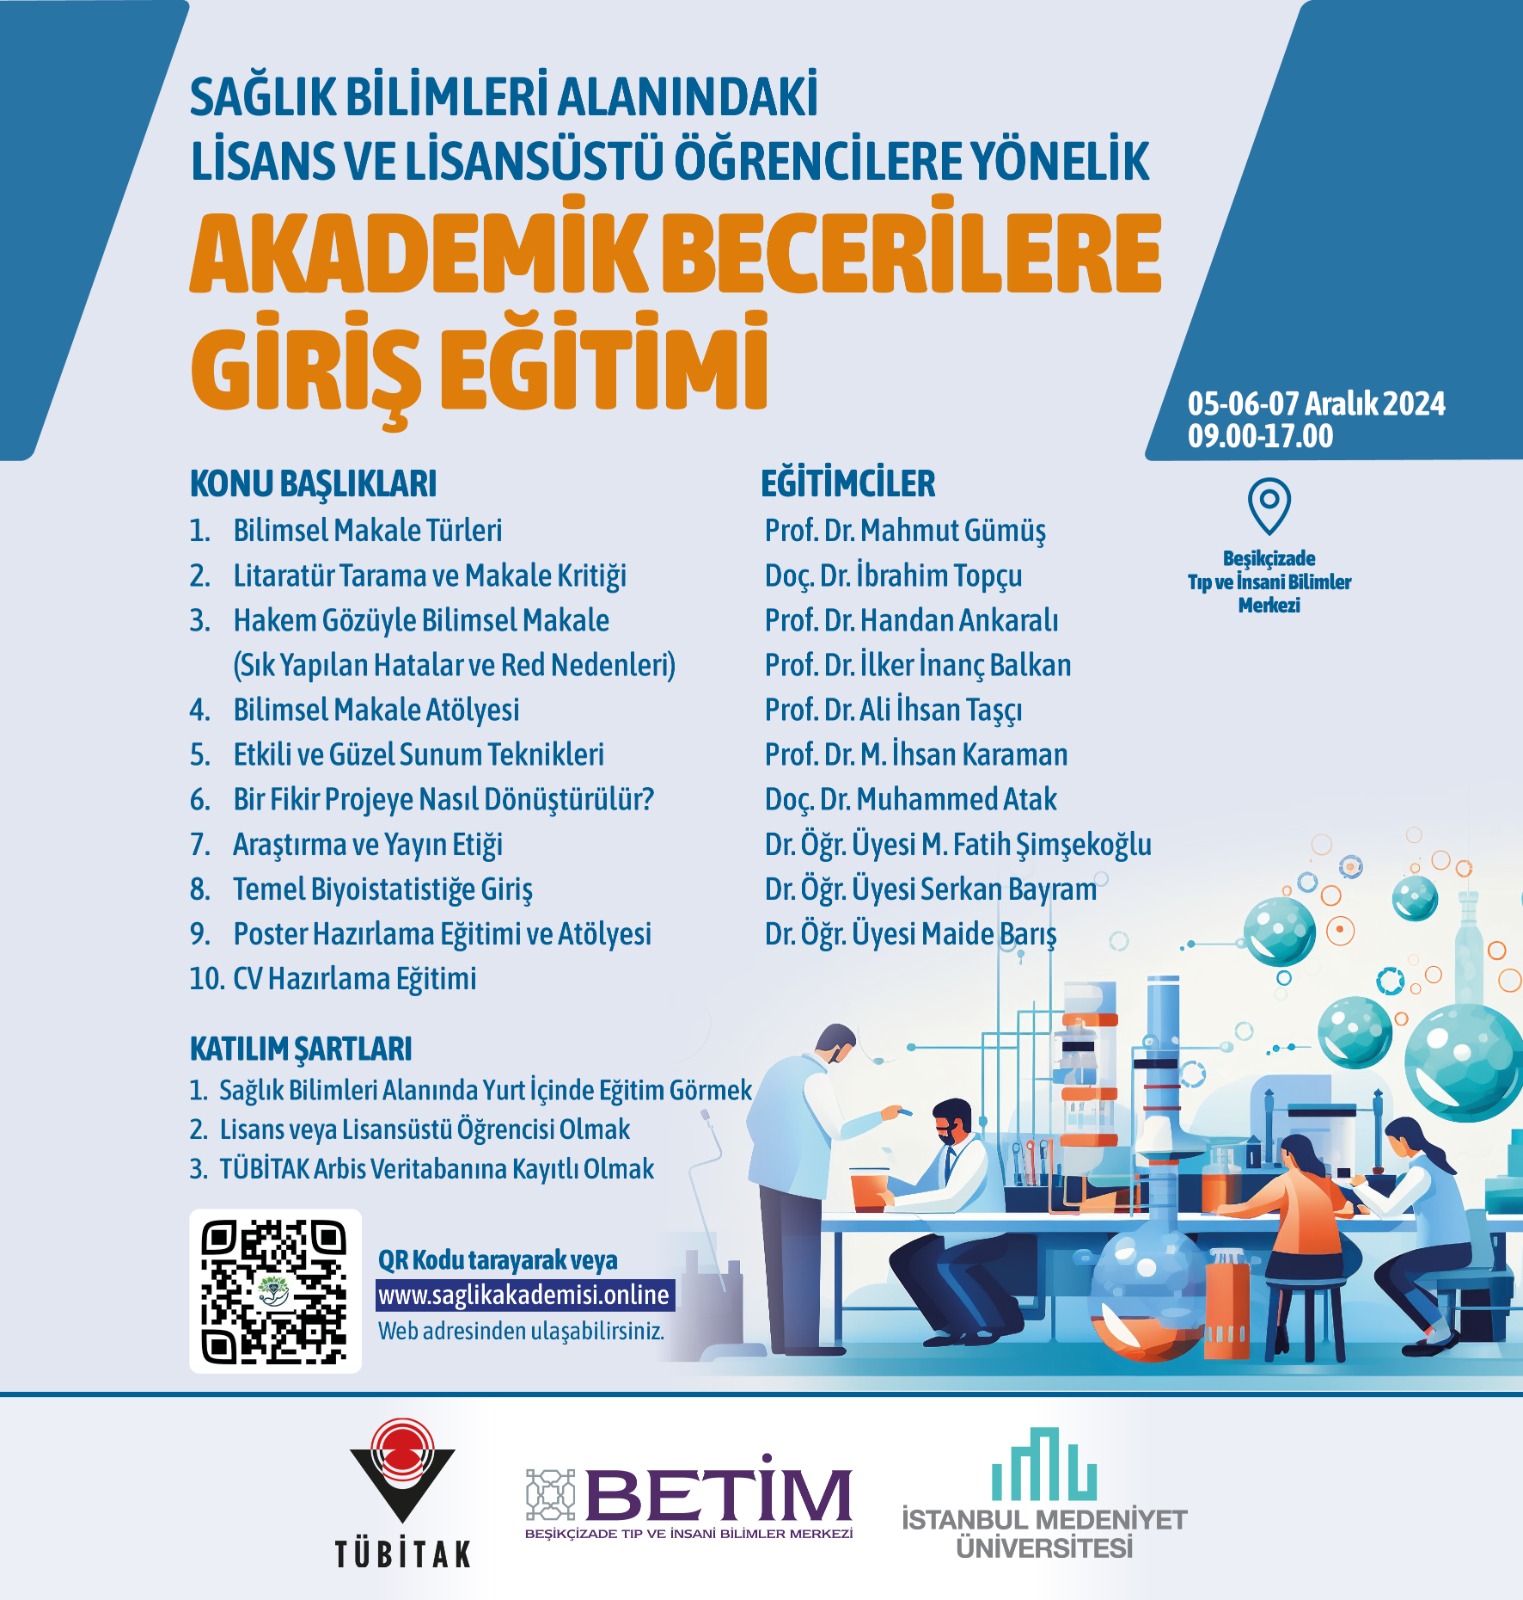 SAĞLIK BİLİMLERİ ALANINDAKİ
LİSANS VE LİSANSÜSTÜ ÖĞRENCİLERE YÖNELİK
AKADEMİK BECERİLERE
GİRİŞ EĞİTİMİ
05-06-07 Aralık 2024
09.00-17.00
Beşikçizade
Tıp ve İnsani Bilimler
Merkezi
KONU BAŞLIKLARI
1. Bilimsel Makale Türleri
2. Litaratür Tarama ve Makale Kritiği
3. Hakem Gözüyle Bilimsel Makale
(Sık Yapılan Hatalar ve Red Nedenleri)
4. Bilimsel Makale Atölyesi
5. Etkili ve Güzel Sunum Teknikleri
6. Bir Fikir Projeye Nasıl Dönüştürülür?
7. Araştırma ve Yayın Etiği
8. Temel Biyoistatistiğe Giriş
9. Poster Hazırlama Eğitimi ve Atölyesi
10. CV Hazırlama Eğitimi
EĞİTİMCİLER
Prof. Dr. Mahmut Gümüş
Doç. Dr. İbrahim Topçu
Prof. Dr. Handan Ankaralı
Prof. Dr. İlker İnanç Balkan
Prof. Dr. Ali İhsan Taşçı
Prof. Dr. M. İhsan Karaman
Doç. Dr. Muhammed Atak
Dr. Öğr. Üyesi M. Fatih Şimşekoğlu
Dr. Öğr. Üyesi Serkan Bayram
Dr. Öğr. Üyesi Maide Barış
KATILIM ŞARTLARI
1. Sağlık Bilimleri Alanında Yurt İçinde Eğitim Görmek
2. Lisans veya Lisansüstü Öğrencisi Olmak
3. TÜBİTAK Arbis Veritabanına Kayıtlı Olmak
QR Kodu tarayarak veya
www.saglikakademisi.online
Web adresinden ulaşabilirsiniz.
TÜBİTAK
BETİM
BEŞİKÇİZADE TIP VE İNSANİ BİLİMLER MERKEZİ
İSTANBUL MEDENİYET
ÜNİVERSİTESİ